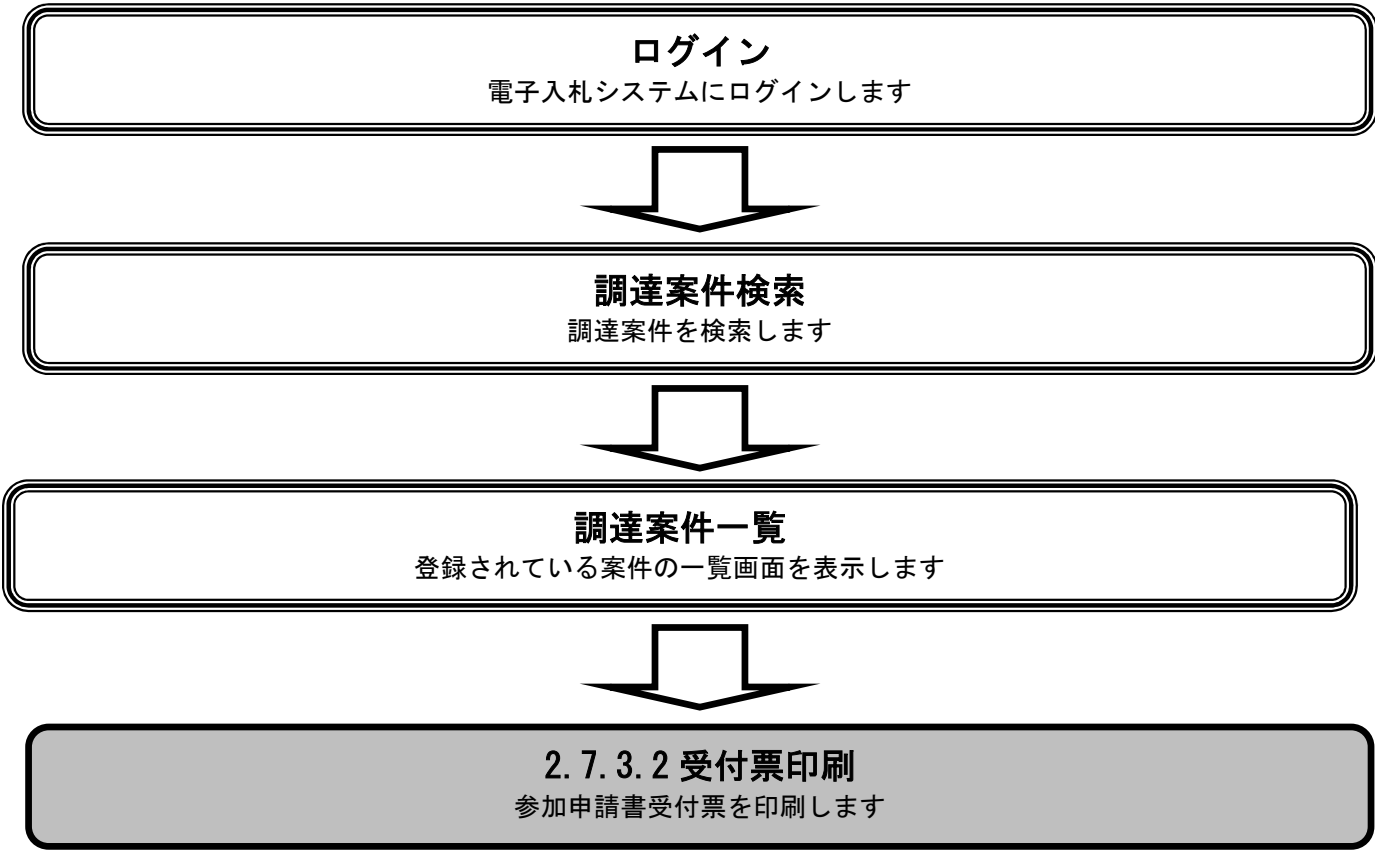 ログイン
電子入札システムにログインします
調達案件検索
調達案件を検索します
調達案件一覧
登録されている案件の一覧画面を表示します
2.7.3.2 受付票印刷
参加申請書受付票を印刷します